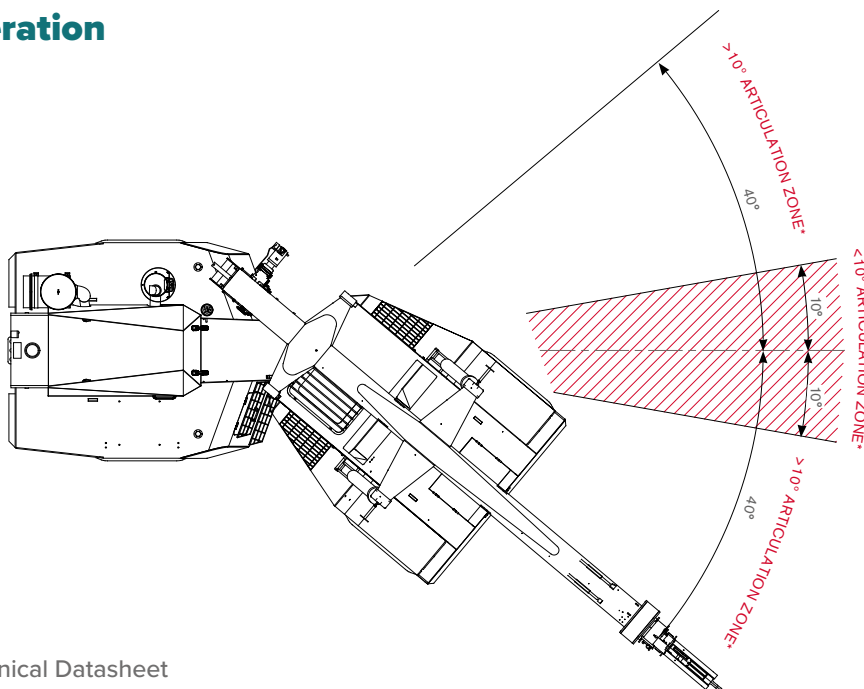 eration
>10° ARTICULATION ZONE*
40°
<10° ARTICULATION ZONE*
10°
10°
>10° ARTICULATION ZONE*
40°
nical Datasheet